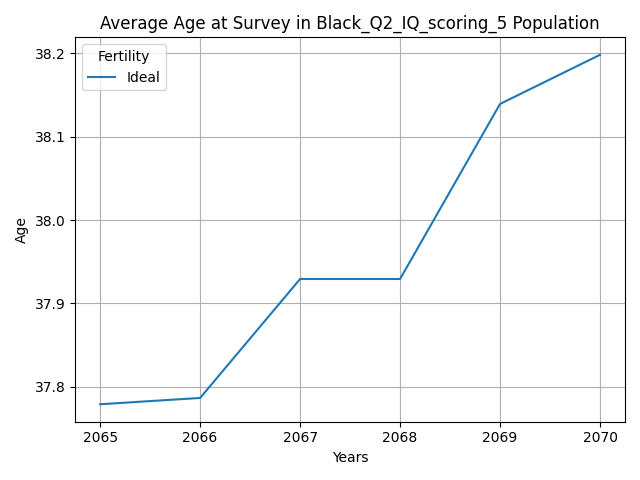 Average Age at Survey in Black_Q2_IQ_scoring_5 Population
Fertility
Ideal
38.2
38.1
38.0
37.9
37.8
Age
2065 2066 2067 2068 2069 2070
Years